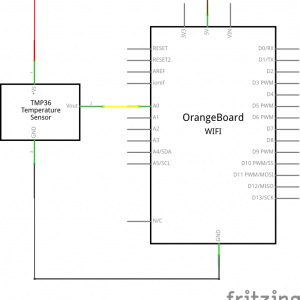 3V3
5V
VIN
RESET
RESET2
AREF
ioref
A0
A1
A2
A3
A4/SDA
A5/SCL
N/C
OrangeBoard
WIFI
D0/RX
D1/TX
D2
D3 PWM
D4
D5 PWM
D6 PWM
D7
D8
D9 PWM
D10 PWM/SS
D11 PWM/MOSI
D12/MISO
D13/SCK
GND
+Vs
TMP36
Temperature
Sensor
Vout
GND
fritzing